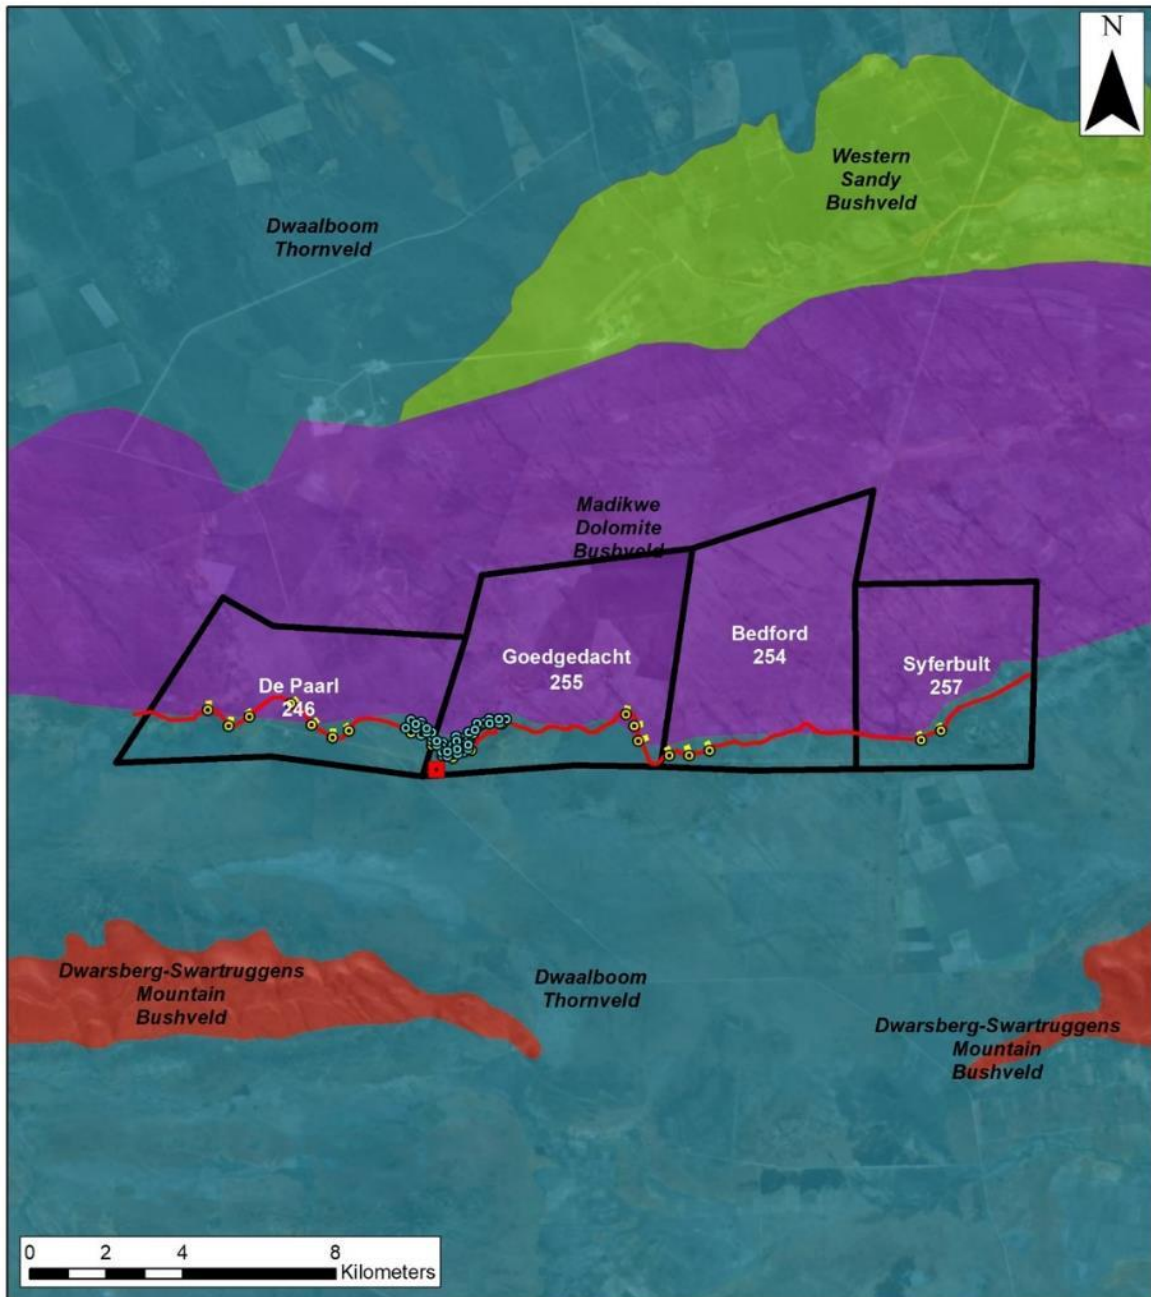 N
Western
Sandy
Bushveld
Dwaalboom
Thornveld
Madikwe
Dolomite
Bushveld
Bedford
254
Goedgedacht
255
Syferbult
257
De Paarl
246
Dwarsberg-Swartruggens
Mountain
Bushveld
Dwaalboom
Thornveld
Dwarsberg-Swartruggens
Mountain
Bushveld
0 2 4 8
Kilometers